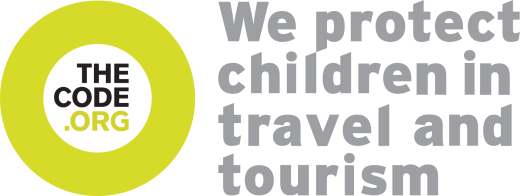 THE
CODE
.ORG
We protect
children in
travel and
tourism